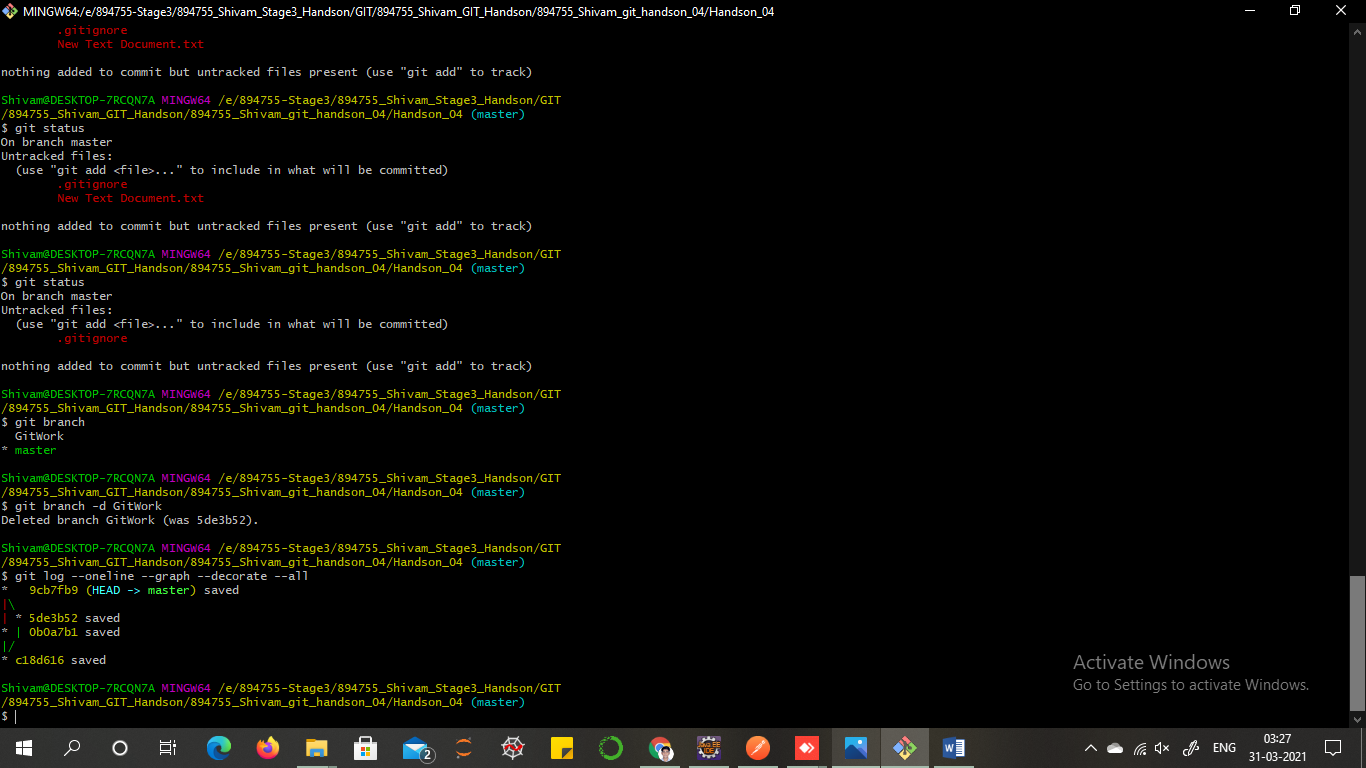 MINGW64:/e/894755-Stage3/894755_Shivam_Stage3_Handson/GIT/894755_Shivam_GIT_Handson/894755_Shivam_git_handson_04/Handson_04
.gitignore
New Text Document.txt
nothing added to commit but untracked files present (use "git add" to track)
Shivam@DESKTOP-7RCQN7A MINGW64 /e/894755-Stage3/894755_Shivam_Stage3_Handson/GIT
/894755_Shivam_GIT_Handson/894755_Shivam_git_handson_04/Handson_04 (master)
$ git status
On branch master
Untracked files:
  (use "git add <file>..." to include in what will be committed)
        .gitignore
        New Text Document.txt
nothing added to commit but untracked files present (use "git add" to track)
Shivam@DESKTOP-7RCQN7A MINGW64 /e/894755-Stage3/894755_Shivam_Stage3_Handson/GIT
/894755_Shivam_GIT_Handson/894755_Shivam_git_handson_04/Handson_04 (master)
$ git status
On branch master
Untracked files:
  (use "git add <file>..." to include in what will be committed)
        .gitignore
nothing added to commit but untracked files present (use "git add" to track)
Shivam@DESKTOP-7RCQN7A MINGW64 /e/894755-Stage3/894755_Shivam_Stage3_Handson/GIT
/894755_Shivam_GIT_Handson/894755_Shivam_git_handson_04/Handson_04 (master)
$ git branch
  GitWork
* master
Shivam@DESKTOP-7RCQN7A MINGW64 /e/894755-Stage3/894755_Shivam_Stage3_Handson/GIT
/894755_Shivam_GIT_Handson/894755_Shivam_git_handson_04/Handson_04 (master)
$ git branch -d GitWork
Deleted branch GitWork (was 5de3b52).
Shivam@DESKTOP-7RCQN7A MINGW64 /e/894755-Stage3/894755_Shivam_Stage3_Handson/GIT
/894755_Shivam_GIT_Handson/894755_Shivam_git_handson_04/Handson_04 (master)
$ git log --oneline --graph --decorate --all
*   9cb7fb9 (HEAD -> master) saved
|\
| * 5de3b52 saved
* | 0b0a7b1 saved
|/
* c18d616 saved
Shivam@DESKTOP-7RCQN7A MINGW64 /e/894755-Stage3/894755_Shivam_Stage3_Handson/GIT
/894755_Shivam_GIT_Handson/894755_Shivam_git_handson_04/Handson_04 (master)
$
Activate Windows
Go to Settings to activate Windows.
2
Java EE
IDE
W
ENG
03:27
31-03-2021